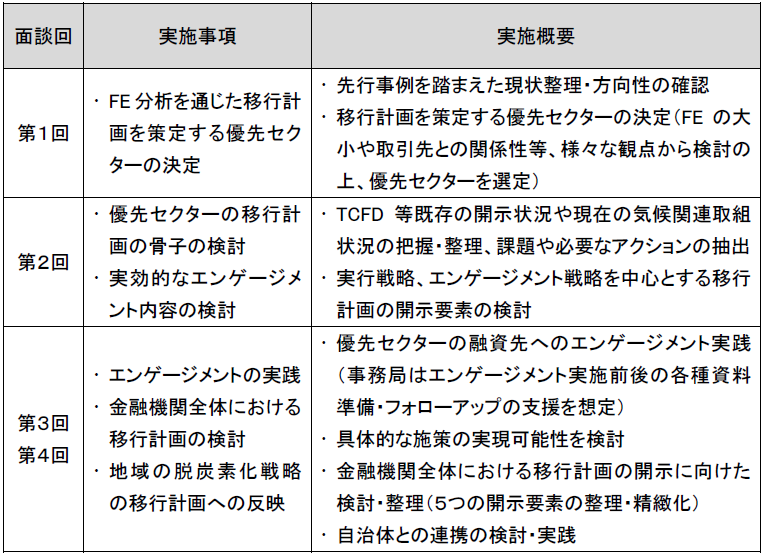 面談回
実施事項
実施概要
第1回
・ FE分析を通じた移行計
画を策定する優先セク
ターの決定
・ 先行事例を踏まえた現状整理・方向性の確認
・ 移行計画を策定する優先セクターの決定(FE の大
小や取引先との関係性等、様々な観点から検討の
上、優先セクターを選定)
第2回
・ 優先セクターの移行計
画の骨子の検討
・ 実効的なエンゲージメ
ント内容の検討
・ TCFD 等既存の開示状況や現在の気候関連取組
状況の把握・整理、課題や必要なアクションの抽出
・ 実行戦略、エンゲージメント戦略を中心とする移行
計画の開示要素の検討
第3回
第4回
・ エンゲージメントの実践
・ 金融機関全体における
移行計画の検討
・ 地域の脱炭素化戦略
の移行計画への反映
・ 優先セクターの融資先へのエンゲージメント実践
(事務局はエンゲージメント実施前後の各種資料
準備・フォローアップの支援を想定)
・ 具体的な施策の実現可能性を検討
・ 金融機関全体における移行計画の開示に向けた
検討・整理(5つの開示要素の整理・精緻化)
・ 自治体との連携の検討・実践